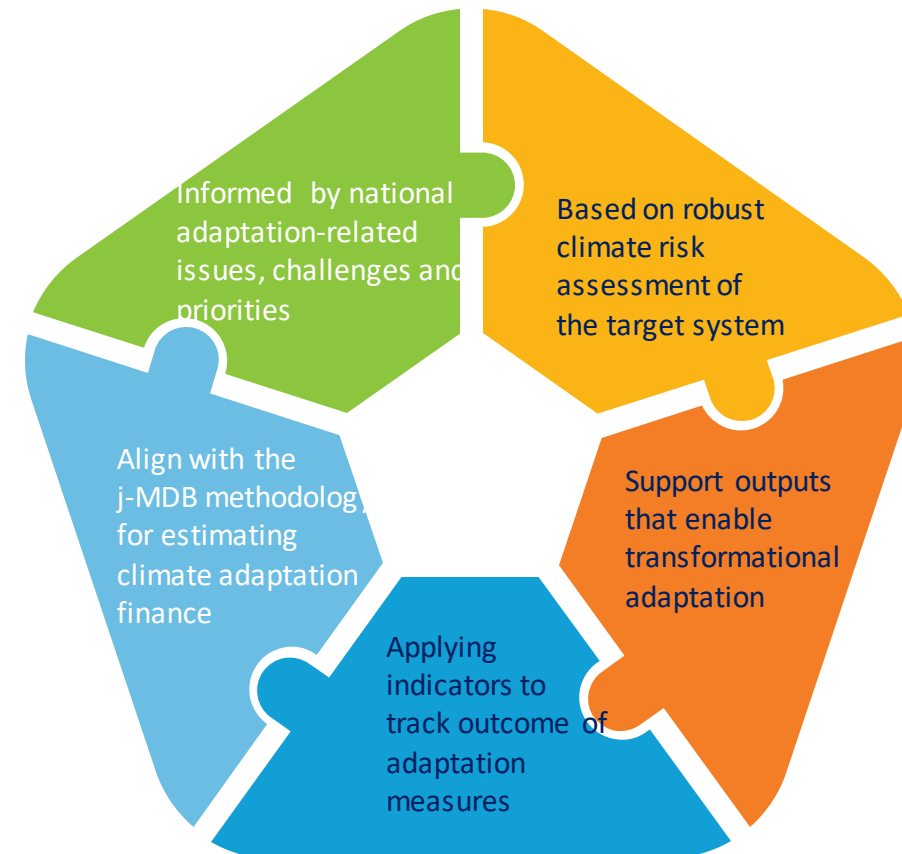 Informed by national
adaptation-related
issues, challenges and
priorities
Based on robust
climate risk
assessment of
the target system
Support outputs
that enable
transformational
adaptation
Applying
indicators to
track outcome of
adaptation
measures
Align with the
j-MDB methodology
for estimating
climate adaptation
finance